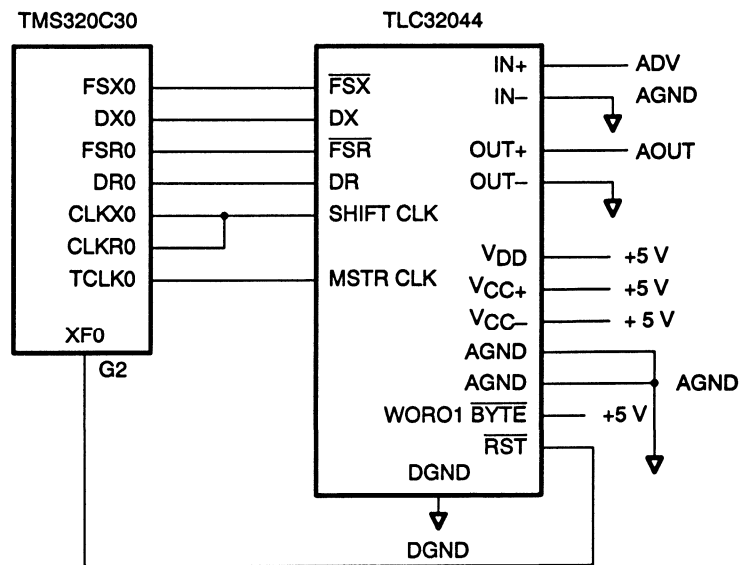 TMS320C30
TLC32044
FSX0
DX0
FSR0
DR0
CLKX0
CLKR0
TCLK0
XF0
G2
FSX
DX
FSR
DR
SHIFT CLK
MSTR CLK
IN+
IN–
OUT+
OUT–
VDD
VCC+
VCC–
AGND
AGND
WORO1 BYTE
RST
DGND
ADV
AGND
AOUT
+5 V
+5 V
+ 5 V
AGND
+5 V
DGND